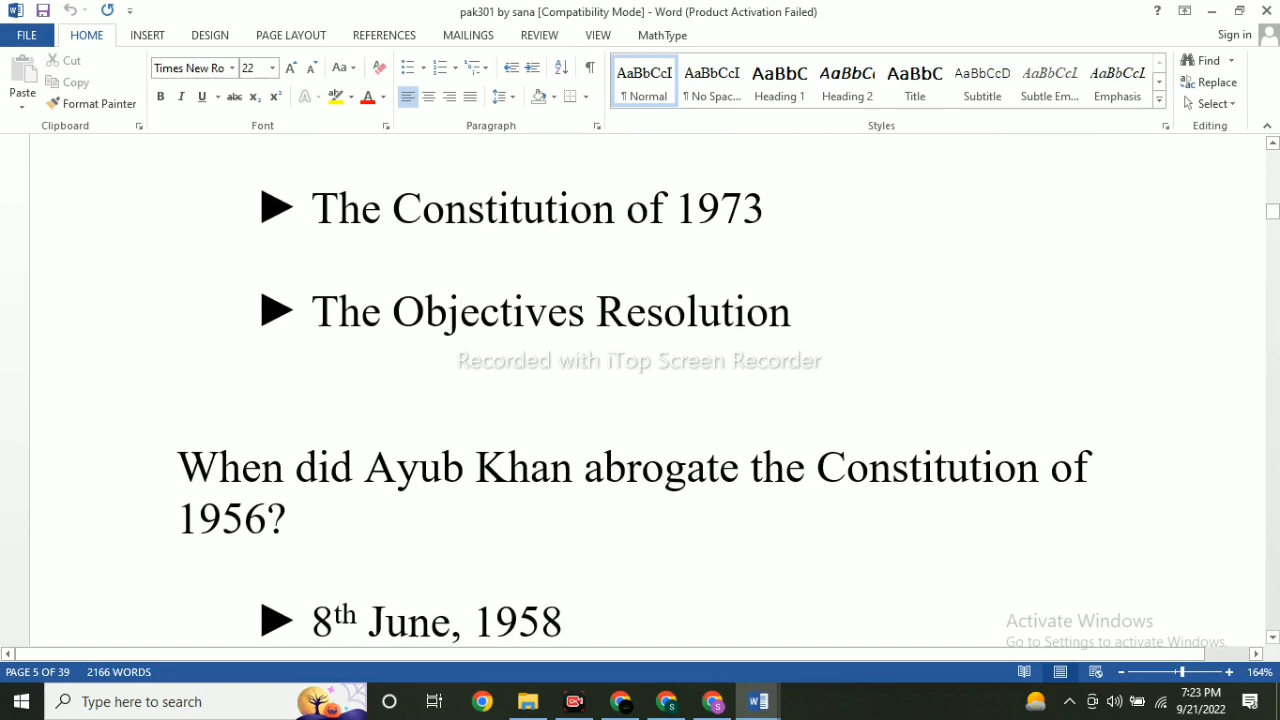 pak301 by sana [Compatibility Mode] - Word (Product Activation Failed)
FILE HOME INSERT DESIGN PAGE LAYOUT REFERENCES MAILINGS REVIEW VIEW MathType Sign in
Cut
Copy
Format Painter
Paste
Times New Ro 22
AaBbCcI AaBbCcI AaBbC AaBbC AaBbC AaBbCcD AaBbCcI AaBbCcI
¶ Normal ¶ No Spac... Heading 1 Heading 2 Title Subtitle Subtle Em... Emphasis
Find
Replace
Select
Clipboard Font Paragraph Styles Editing
► The Constitution of 1973
► The Objectives Resolution
Recorded with iTop Screen Recorder
When did Ayub Khan abrogate the Constitution of
1956?
► 8th June, 1958
Activate Windows
Go to Settings to activate Windows.
PAGE 5 OF 39 2166 WORDS 164%
Type here to search
7:23 PM
9/21/2022